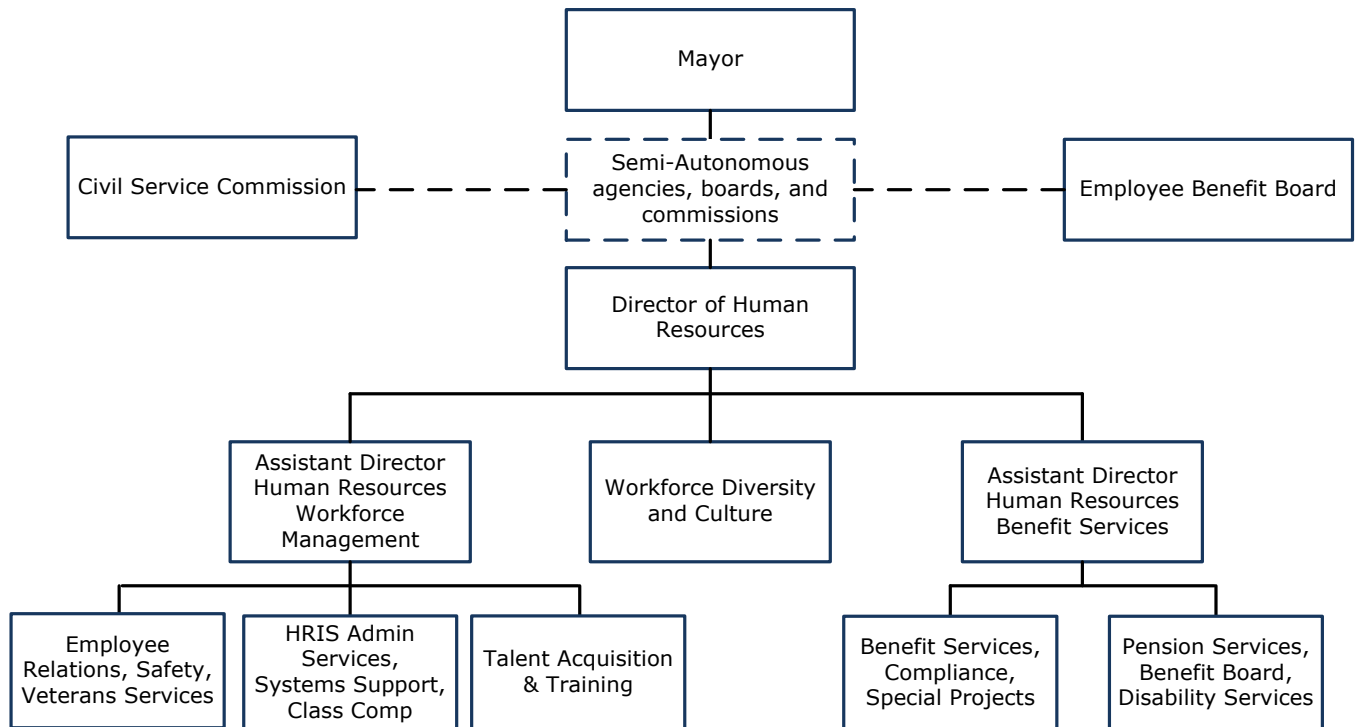 Mayor
Civil Service Commission
Semi-Autonomous
agencies, boards, and
commissions
Employee Benefit Board
Director of Human
Resources
Assistant Director
Human Resources
Workforce
Management
Workforce Diversity
and Culture
Assistant Director
Human Resources
Benefit Services
Employee
Relations, Safety,
Veterans Services
HRIS Admin
Services,
Systems Support,
Class Comp
Talent Acquisition
& Training
Benefit Services,
Compliance,
Special Projects
Pension Services,
Benefit Board,
Disability Services